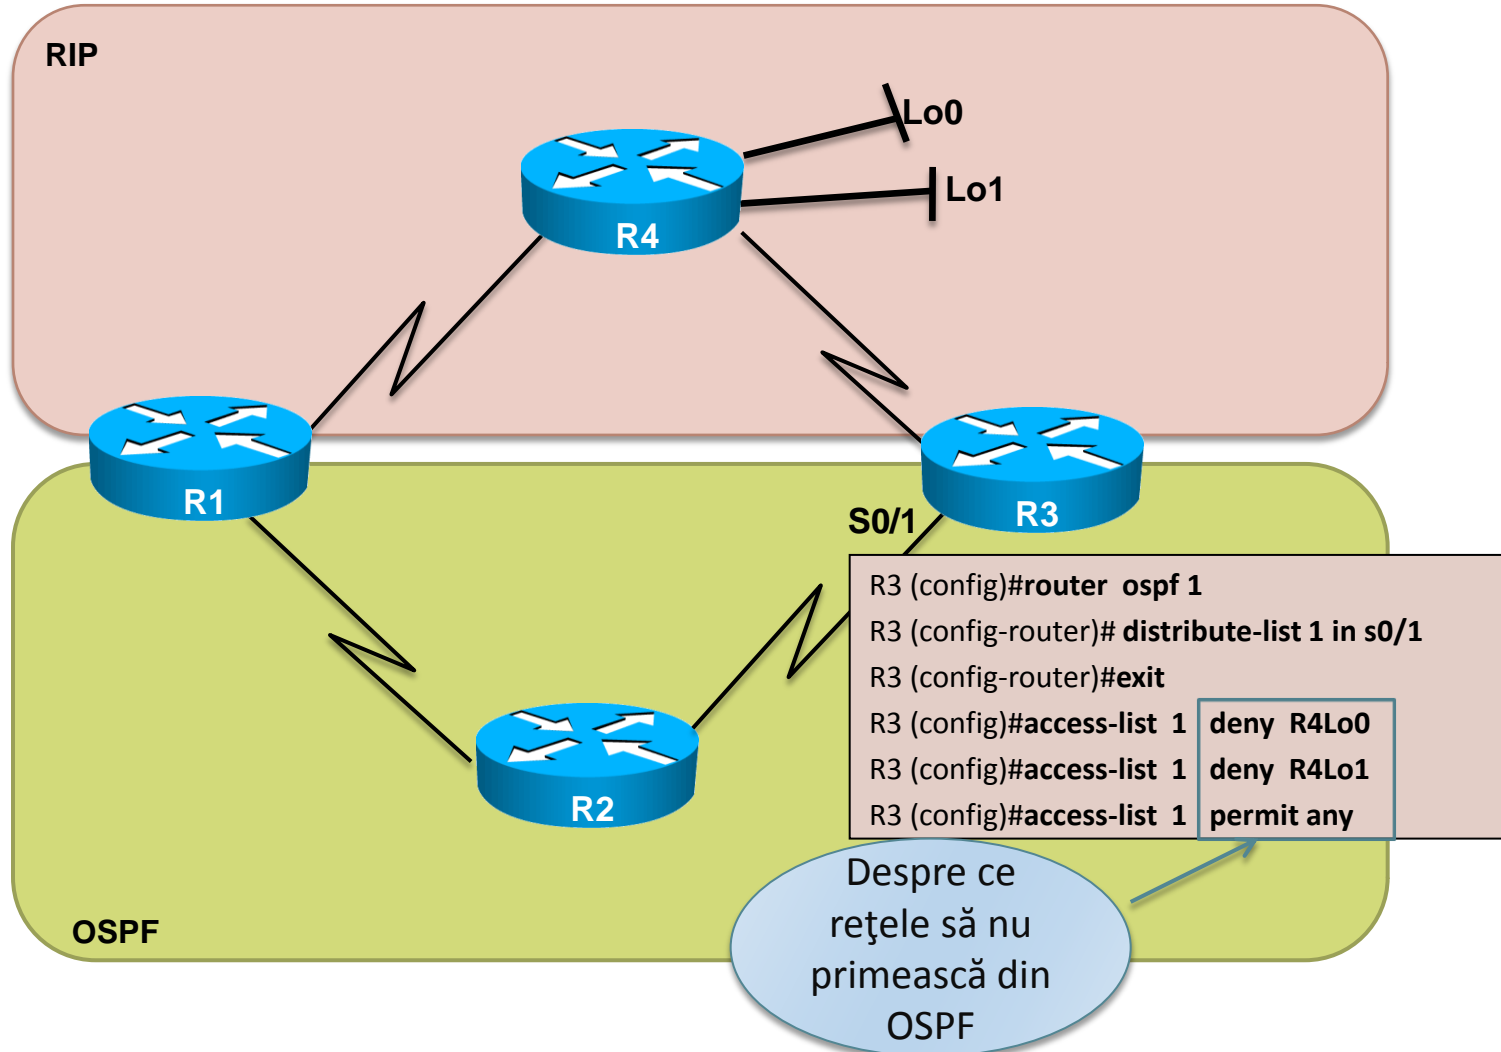 RIP
Lo0
Lo1
R4
R1
R3
S0/1
R3 (config)#router ospf 1
R3 (config-router)# distribute-list 1 in s0/1
R3 (config-router)#exit
R3 (config)#access-list 1 deny R4Lo0
R3 (config)#access-list 1 deny R4Lo1
R3 (config)#access-list 1 permit any
R2
Despre ce
reţele să nu
primească din
OSPF
OSPF